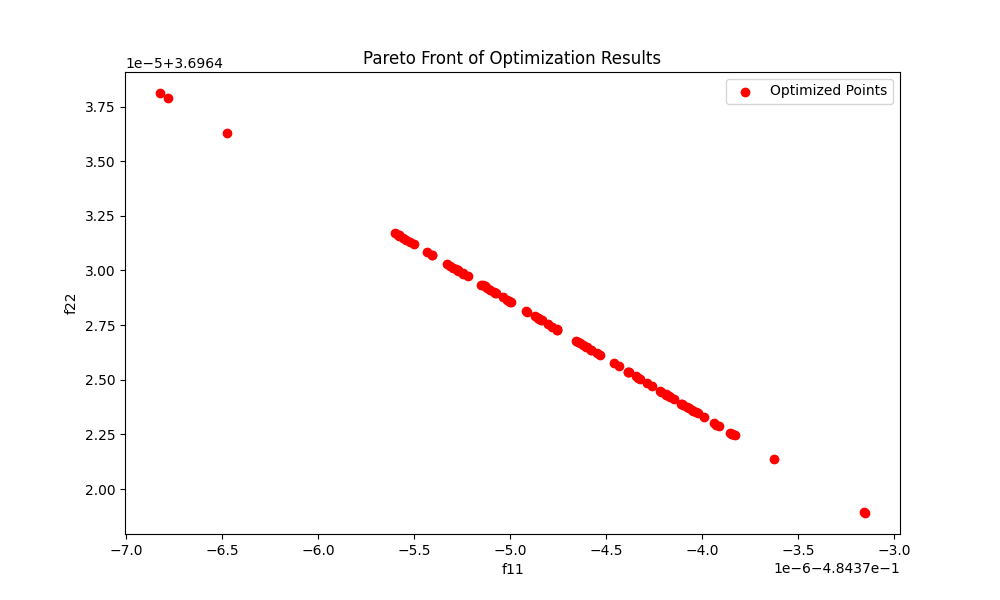 Pareto Front of Optimization Results
1e−5+3.6964
Optimized Points
3.75
3.50
3.25
3.00
2.75
2.50
2.25
2.00
f22
−7.0 −6.5 −6.0 −5.5 −5.0 −4.5 −4.0 −3.5 −3.0
f11
1e−6−4.8437e−1